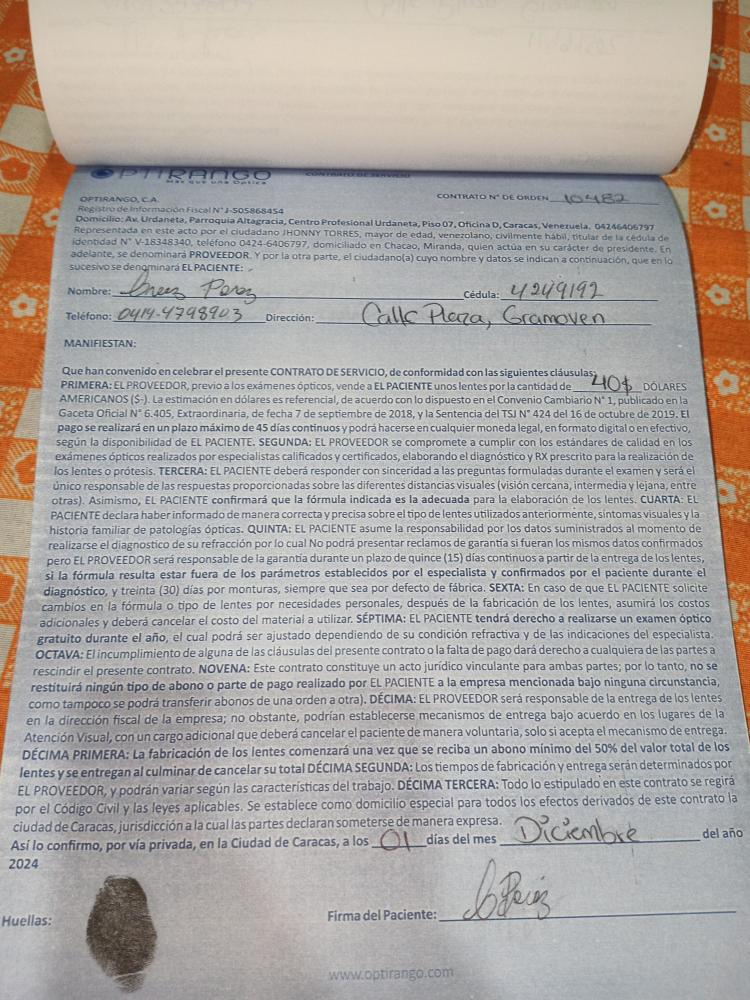 OPTIRANGO
Más que una Óptica
CONTRATO DE SERVICIO
OPTIRANGO, C.A.
CONTRATO N° DE ORDEN 10482
Registro de Información Fiscal N° J-505868454
Domicilio: Av. Urdaneta, Parroquia Altagracia, Centro Profesional Urdaneta, Piso 07, Oficina D, Caracas, Venezuela. 04246406797
Representada en este acto por el ciudadano JHONNY TORRES, mayor de edad, venezolano, civilmente hábil, titular de la cédula de
identidad N° V-18348340, teléfono 0424-6406797, domiciliado en Chacao, Miranda, quien actúa en su carácter de presidente. En
adelante, se denominará PROVEEDOR. Y por la otra parte, el ciudadano(a) cuyo nombre y datos se indican a continuación, que en lo
sucesivo se denominará EL PACIENTE:
Nombre: Perez Cédula: 4249192
Teléfono: 0414-4798903 Dirección: Calle Plaza, Gramoven
MANIFIESTAN:
Que han convenido en celebrar el presente CONTRATO DE SERVICIO, de conformidad con las siguientes cláusulas:
PRIMERA: EL PROVEEDOR, previo a los exámenes ópticos, vende a EL PACIENTE unos lentes por la cantidad de 40$ DÓLARES
AMERICANOS ($-). La estimación en dólares es referencial, de acuerdo con lo dispuesto en el Convenio Cambiario N° 1, publicado en la
Gaceta Oficial N° 6.405, Extraordinaria, de fecha 7 de septiembre de 2018, y la Sentencia del TSJ N° 424 del 16 de octubre de 2019. El
pago se realizará en un plazo máximo de 45 días continuos y podrá hacerse en cualquier moneda legal, en formato digital o en efectivo,
según la disponibilidad de EL PACIENTE. SEGUNDA: EL PROVEEDOR se compromete a cumplir con los estándares de calidad en los
exámenes ópticos realizados por especialistas calificados y certificados, elaborando el diagnóstico y RX prescrito para la realización de
los lentes o prótesis. TERCERA: EL PACIENTE deberá responder con sinceridad a las preguntas formuladas durante el examen y será el
único responsable de las respuestas proporcionadas sobre las diferentes distancias visuales (visión cercana, intermedia y lejana, entre
otras). Asimismo, EL PACIENTE confirmará que la fórmula indicada es la adecuada para la elaboración de los lentes. CUARTA: EL
PACIENTE declara haber informado de manera correcta y precisa sobre el tipo de lentes utilizados anteriormente, síntomas visuales y la
historia familiar de patologías ópticas. QUINTA: EL PACIENTE asume la responsabilidad por los datos suministrados al momento de
realizarse el diagnostico de su refracción por lo cual No podrá presentar reclamos de garantía si fueran los mismos datos confirmados
pero EL PROVEEDOR será responsable de la garantía durante un plazo de quince (15) días continuos a partir de la entrega de los lentes,
si la fórmula resulta estar fuera de los parámetros establecidos por el especialista y confirmados por el paciente durante el
diagnóstico, y treinta (30) días por monturas, siempre que sea por defecto de fábrica. SEXTA: En caso de que EL PACIENTE solicite
cambios en la fórmula o tipo de lentes por necesidades personales, después de la fabricación de los lentes, asumirá los costos
adicionales y deberá cancelar el costo del material a utilizar. SÉPTIMA: EL PACIENTE tendrá derecho a realizarse un examen óptico
gratuito durante el año, el cual podrá ser ajustado dependiendo de su condición refractiva y de las indicaciones del especialista.
OCTAVA: El incumplimiento de alguna de las cláusulas del presente contrato o la falta de pago dará derecho a cualquiera de las partes a
rescindir el presente contrato. NOVENA: Este contrato constituye un acto jurídico vinculante para ambas partes; por lo tanto, no se
restituirá ningún tipo de abono o parte de pago realizado por EL PACIENTE a la empresa mencionada bajo ninguna circunstancia,
como tampoco se podrá transferir abonos de una orden a otra). DÉCIMA: EL PROVEEDOR será responsable de la entrega de los lentes
en la dirección fiscal de la empresa; no obstante, podrían establecerse mecanismos de entrega bajo acuerdo en los lugares de la
Atención Visual, con un cargo adicional que deberá cancelar el paciente de manera voluntaria, solo si acepta el mecanismo de entrega.
DÉCIMA PRIMERA: La fabricación de los lentes comenzará una vez que se reciba un abono mínimo del 50% del valor total de los
lentes y se entregan al culminar de cancelar su total DÉCIMA SEGUNDA: Los tiempos de fabricación y entrega serán determinados por
EL PROVEEDOR, y podrán variar según las características del trabajo. DÉCIMA TERCERA: Todo lo estipulado en este contrato se regirá
por el Código Civil y las leyes aplicables. Se establece como domicilio especial para todos los efectos derivados de este contrato la
ciudad de Caracas, jurisdicción a la cual las partes declaran someterse de manera expresa.
Así lo confirmo, por vía privada, en la Ciudad de Caracas, a los 01 días del mes Diciembre del año
2024
Huellas:
Firma del Paciente:
www.optirango.com